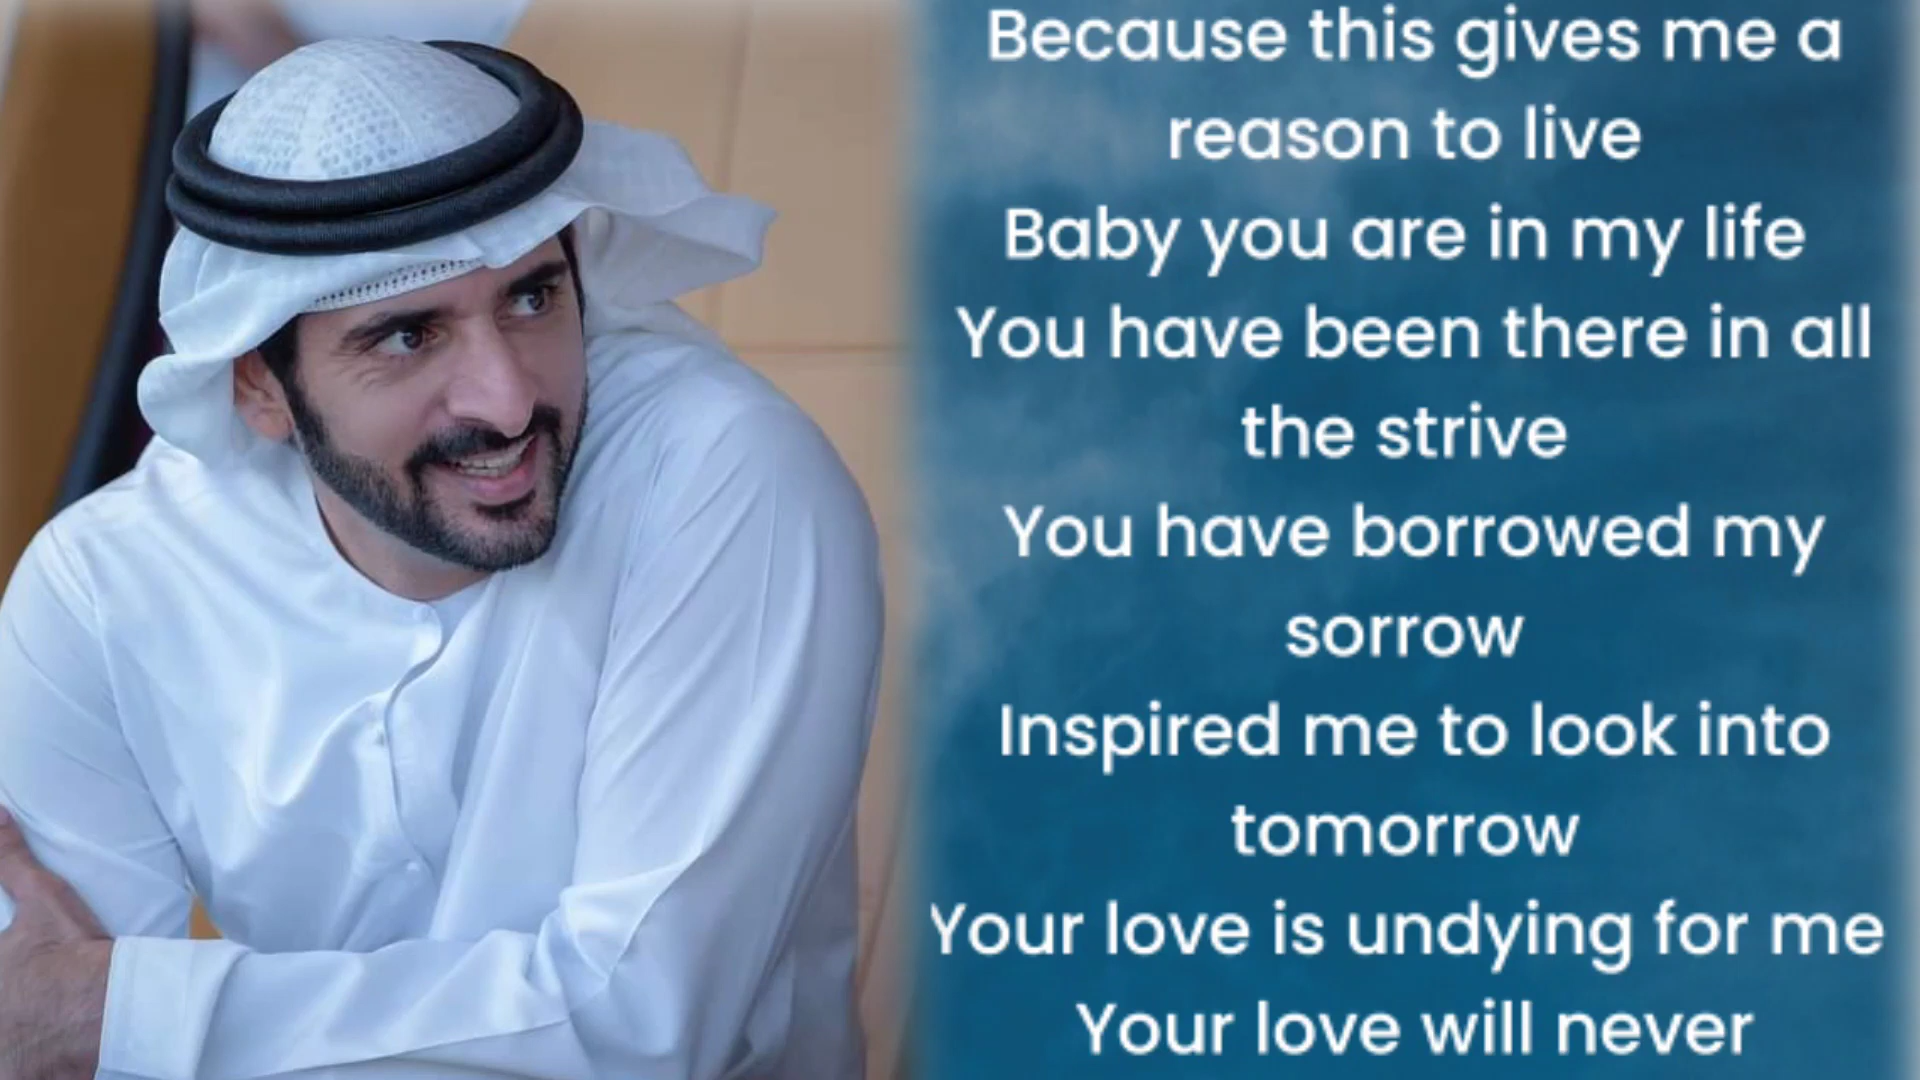 Because this gives me a
reason to live
Baby you are in my life
You have been there in all
the strive
You have borrowed my
sorrow
Inspired me to look into
tomorrow
Your love is undying for me
Your love will never